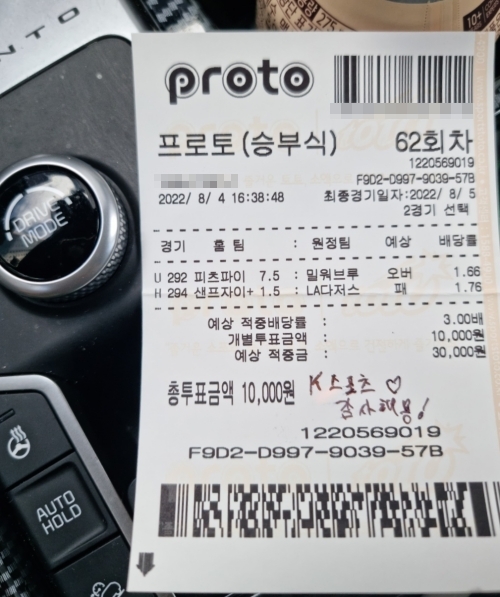 NTO
275
10+
proto
프로토(승부식) 62회차
1220569019
F9D2-D997-9039-57B
2022/ 8/ 4 16:38:48 최종경기일자:2022/ 8/ 5
2경기 선택
경기 홈 팀 : 원정팀 예상 배당률
U 292 피츠파이 7.5 : 밀워브루 오버 1.66
H 294 샌프자이+ 1.5 : LA다저스 패 1.76
예상 적중배당률 : 3.00배
개별투표금액 : 10,000원
예상 적중금 : 30,000원
총투표금액 10,000원 K스포츠♡
감사해용!
1220569019
F9D2-D997-9039-57B
DRIVE
MODE
AUTO
HOLD